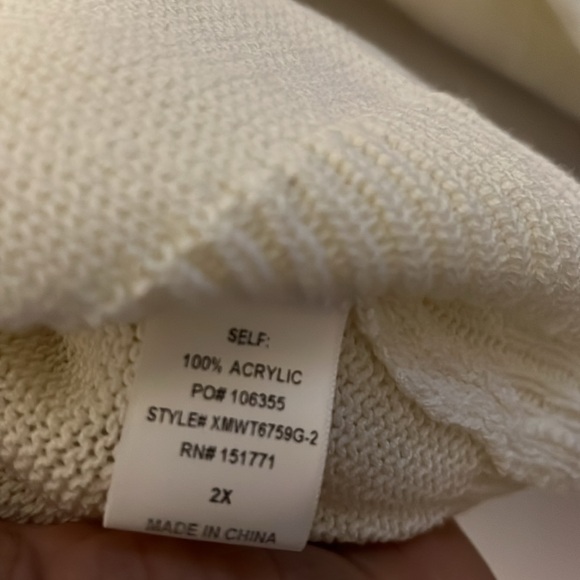 SELF:
100% ACRYLIC
PO# 106355
STYLE# XMWT6759G-2
RN# 151771
2X
MADE IN CHINA